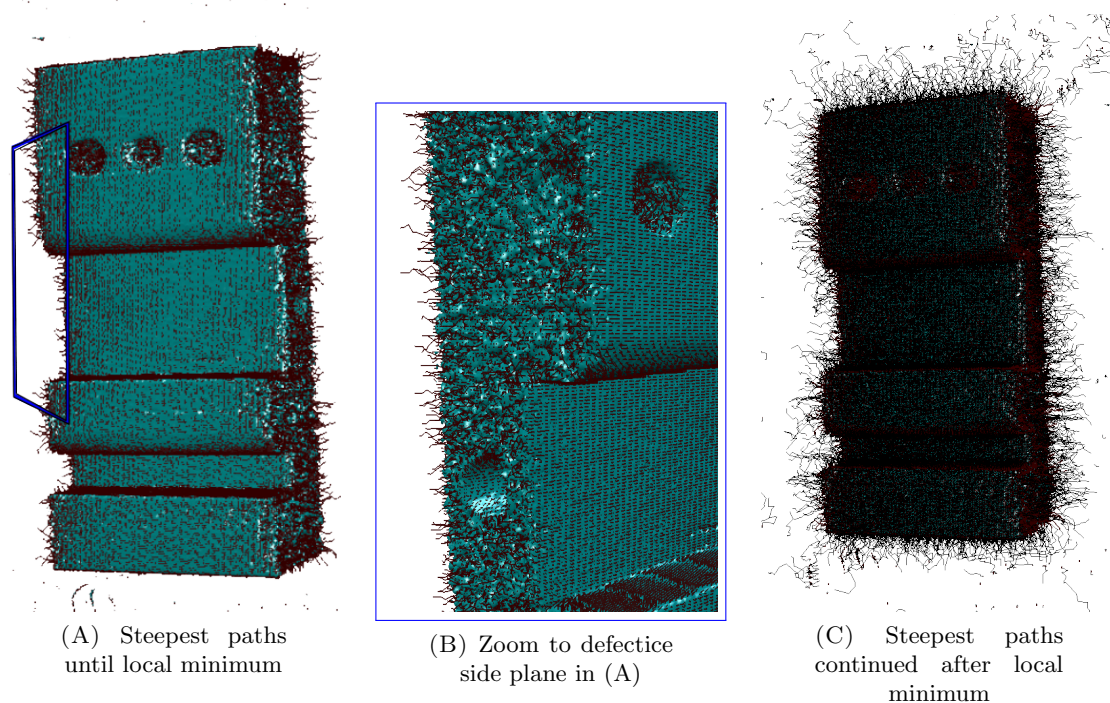 (A) Steepest paths
until local minimum
(B) Zoom to defectice
side plane in (A)
(C) Steepest paths
continued after local
minimum